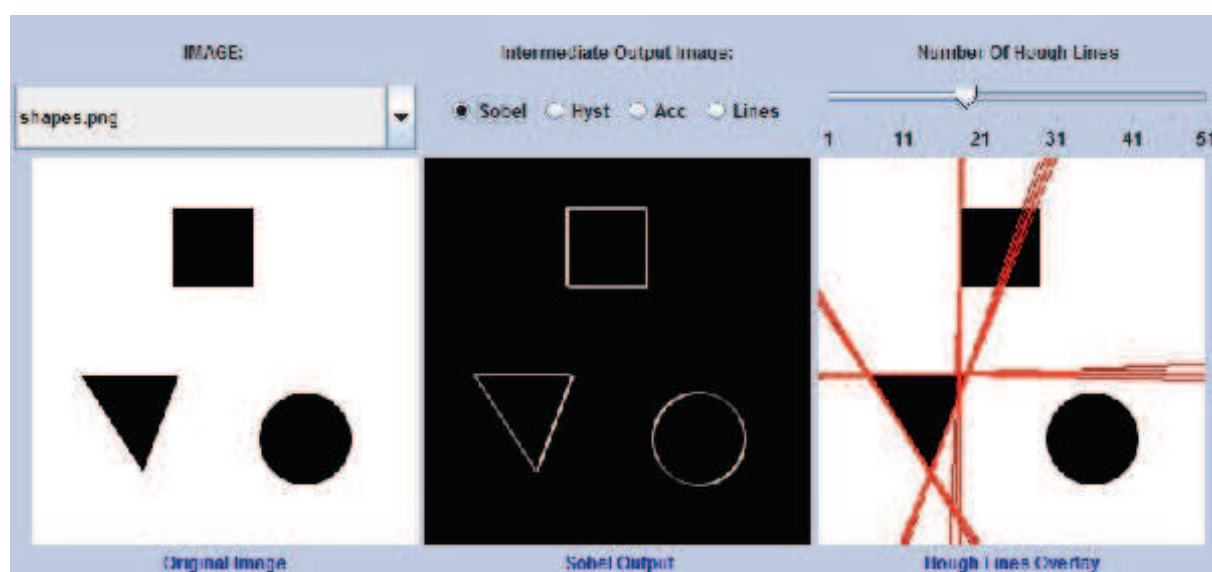 IMAGE:
Intermediate Output Image:
Number Of Hough Lines
shapes.png
Sobel Hyst Acc Lines
1 11 21 31 41 51
Original Image
Sobel Output
Hough Lines Overlay